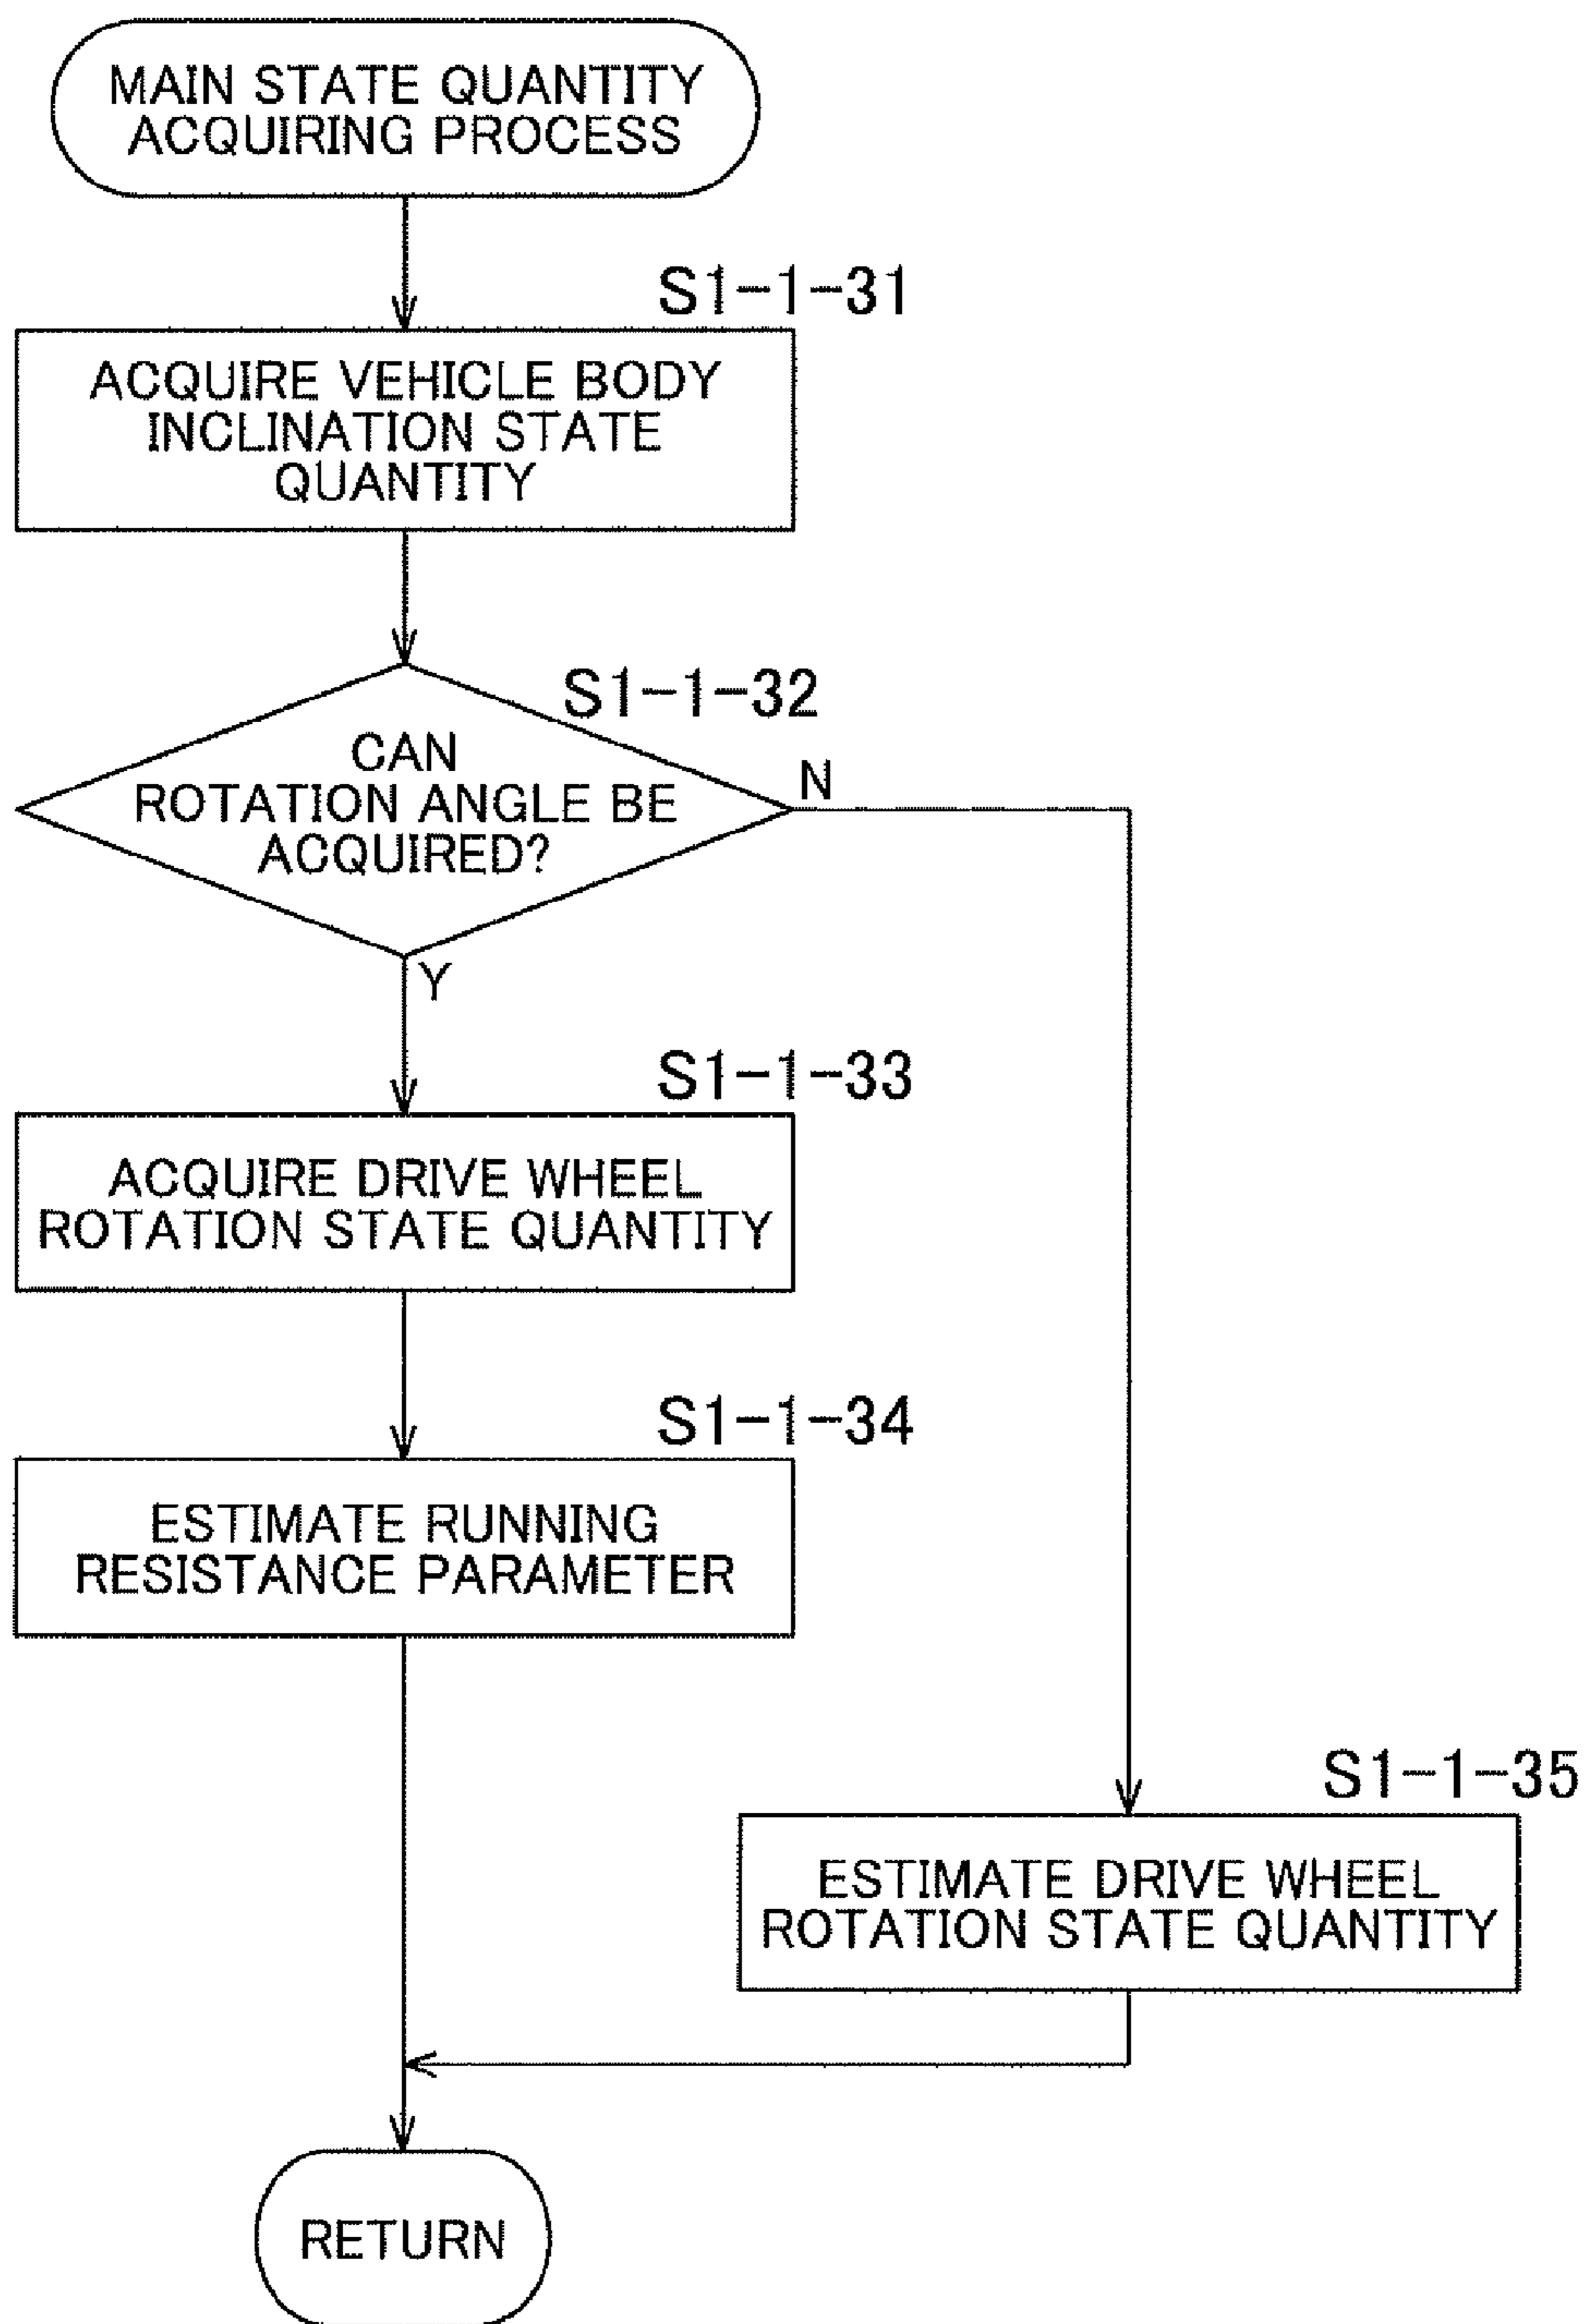 MAIN STATE QUANTITY
ACQUIRING PROCESS
S1-1-31
ACQUIRE VEHICLE BODY
INCLINATION STATE
QUANTITY
S1-1-32
CAN
ROTATION ANGLE BE
ACQUIRED?
N
Y
S1-1-33
ACQUIRE DRIVE WHEEL
ROTATION STATE QUANTITY
S1-1-34
ESTIMATE RUNNING
RESISTANCE PARAMETER
S1-1-35
ESTIMATE DRIVE WHEEL
ROTATION STATE QUANTITY
RETURN